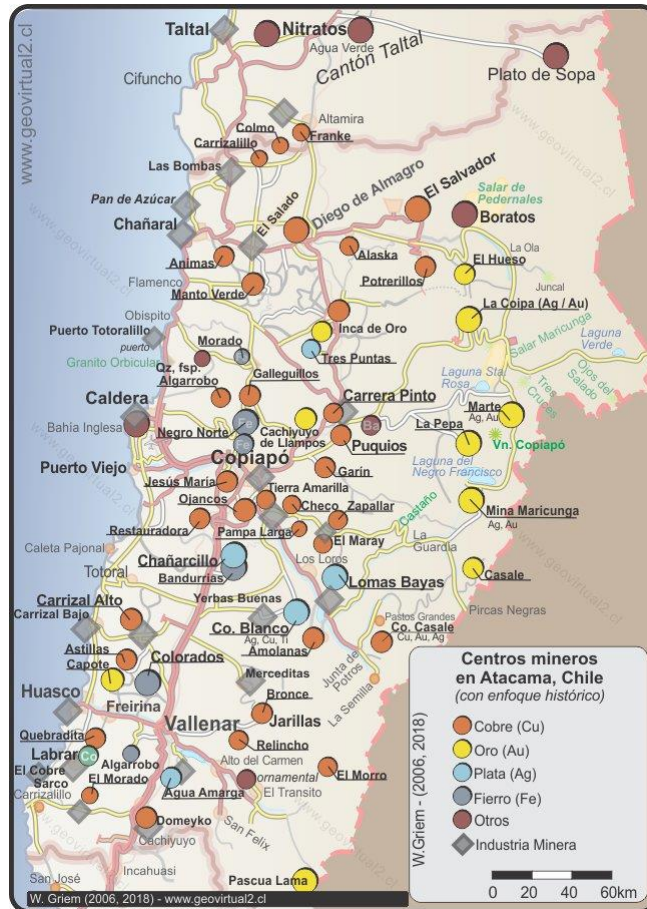 www.geovirtual2.cl
Taltal
Nitratos
Agua Verde
Cantón Taltal
Plato de Sopa
Cifuncho
Altamira
Colmo
Franke
Carrizalillo
Las Bombas
Pan de Azúcar
Chañaral
El Salado
Diego de Almagro
El Salvador
Salar de
Pedernales
Boratos
La Ola
Animas
Alaska
Potrerillos
El Hueso
Juncal
Flamenco
Manto Verde
Obispito
La Coipa (Ag / Au)
Puerto Totoralillo
puerto
Inca de Oro
Morado
Tres Puntas
Granito Orbicular
Qz, fsp.
Galleguillos
Algarrobo
Salar Maricunga
Laguna
Verde
Laguna Sta.
Rosa
Tres
Cruces
Ojos del
Salado
Caldera
Bahia Inglesa
Carrera Pinto
Marte
Ag, Au
Fe
Fe
Ba
Negro Norte
Cachiyuyo
de Llampos
La Pepa
Vn. Copiapó
Puquios
Copiapó
Puerto Viejo
Garín
Laguna del
Negro Francisco
Jesús María
Tierra Amarilla
Ojancos
Checo
Zapallar
Castaño
Mina Maricunga
Ag, Au
Restauradora
Pampa Larga
El Maray
La
Guardia
Caleta Pajonal
Los Loros
Chañarcillo
Totoral
Bandurrias
Lomas Bayas
Casale
Yerbas Buenas
Pircas Negras
Carrizal Alto
Carrizal Bajo
Co. Blanco
Ag, Cu, Ti
Pastos Grandes
Co. Casale
Cu, Au, Ag
Amolanas
Astillas
Capote
Colorados
Junta de
Potros
Merceditas
La Semilla
Huasco
Freirina
Bronce
Vallenar
Jarillas
Quebradita
Relincho
Labrar
Co
Alto del Carmen
El Cobre
Sarco
Algarrobo
El Morado
ornamental
El Morro
Carrizalillo
Agua Amarga
El Transito
Domeyko
San Felix
Cachiyuyo
Incahuasi
San José
Pascua Lama
Centros mineros
en Atacama, Chile
(con enfoque histórico)
Cobre (Cu)
Oro (Au)
Plata (Ag)
Fierro (Fe)
Otros
Industria Minera
0 20 40 60km
W.Griem - (2006, 2018)
W. Griem (2006, 2018) - www.geovirtual2.cl